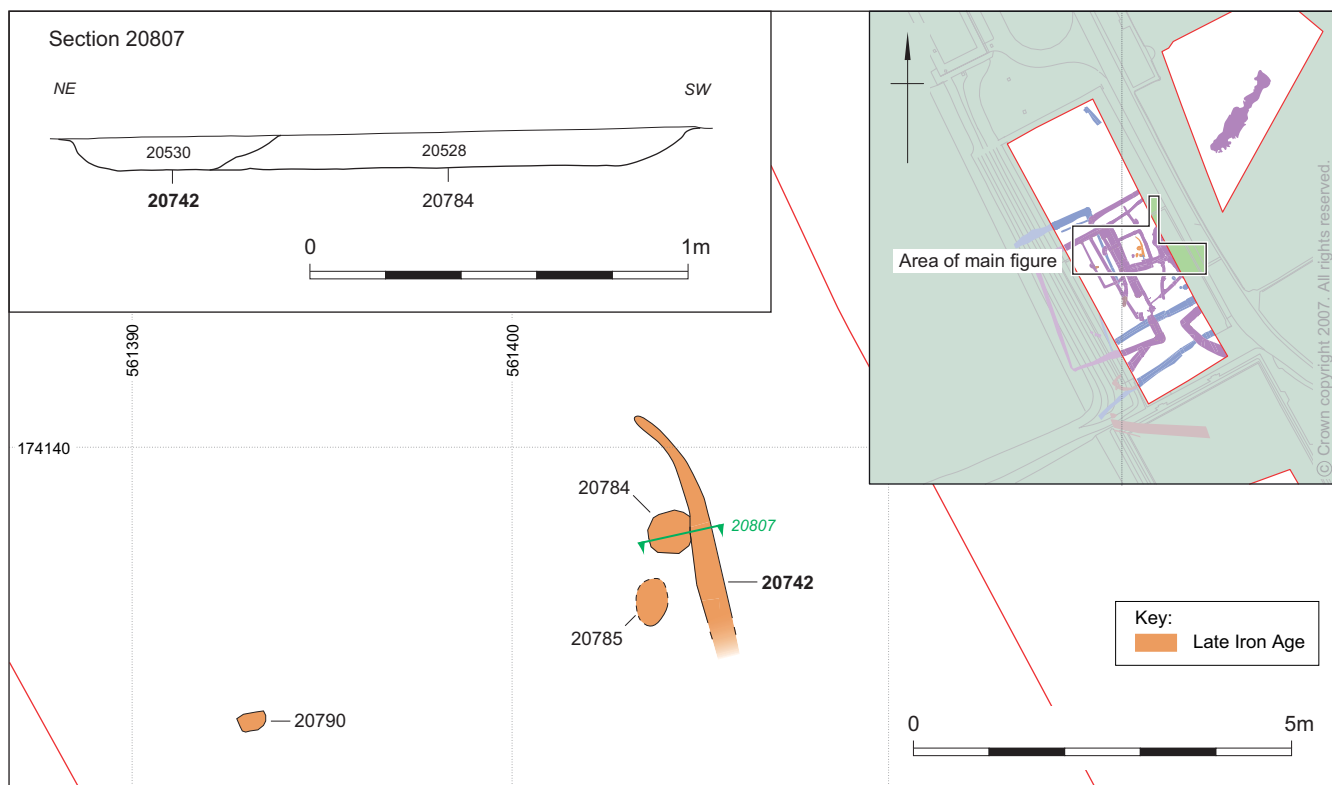 Section 20807
NE
SW
20530
20528
20742
20784
0
1m
Area of main figure
© Crown copyright 2007. All rights reserved.
561390
561400
174140
20784
20807
20742
20785
20790
Key:
Late Iron Age
0
5m